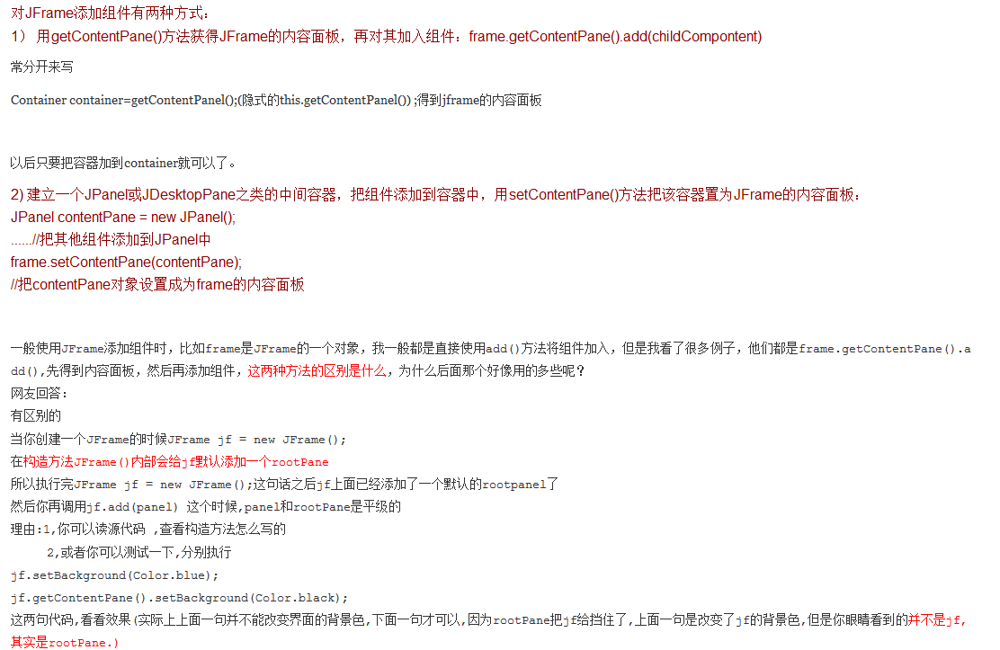 对JFrame添加组件有两种方式：
1） 用getContentPane()方法获得JFrame的内容面板，再对其加入组件：frame.getContentPane().add(childCompontent)
常分开来写
Container container=getContentPanel();(隐式的this.getContentPanel()) ;得到jframe的内容面板
以后只要把容器加到container就可以了。
2) 建立一个JPanel或JDesktopPane之类的中间容器，把组件添加到容器中，用setContentPane()方法把该容器置为JFrame的内容面板：
JPanel contentPane = new JPanel();
......//把其他组件添加到JPanel中
frame.setContentPane(contentPane);
//把contentPane对象设置成为frame的内容面板
一般使用JFrame添加组件时，比如frame是JFrame的一个对象，我一般都是直接使用add()方法将组件加入，但是我看了很多例子，他们都是frame.getContentPane().a
dd(),先得到内容面板，然后再添加组件，这两种方法的区别是什么，为什么后面那个好像用的多些呢？
网友回答：
有区别的
当你创建一个JFrame的时候JFrame jf = new JFrame();
在构造方法JFrame()内部会给jf默认添加一个rootPane
所以执行完JFrame jf = new JFrame();这句话之后jf上面已经添加了一个默认的rootpanel了
然后你再调用jf.add(panel) 这个时候,panel和rootPane是平级的
理由:1,你可以读源代码 ,查看构造方法怎么写的
2,或者你可以测试一下,分别执行
jf.setBackground(Color.blue);
jf.getContentPane().setBackground(Color.black);
这两句代码,看看效果(实际上上面一句并不能改变界面的背景色,下面一句才可以,因为rootPane把jf给挡住了,上面一句是改变了jf的背景色,但是你眼睛看到的并不是jf,
其实是rootPane.)